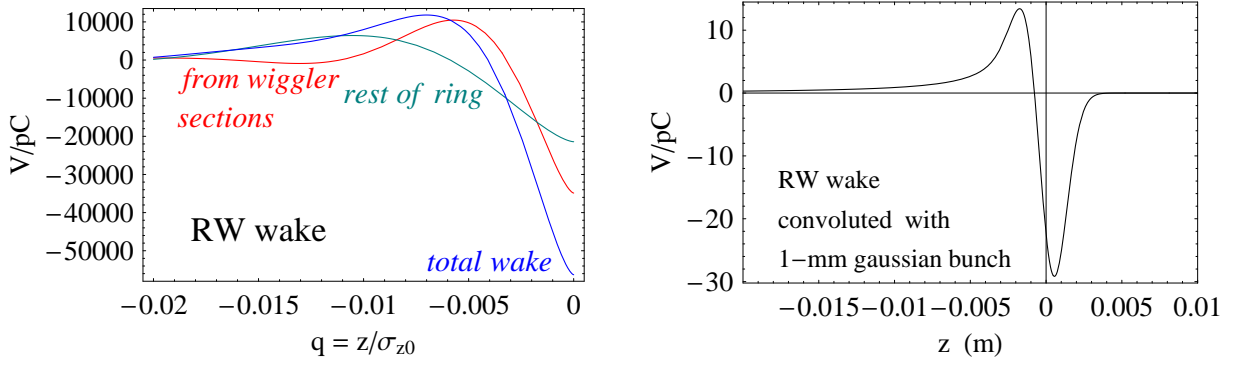 10000
0
−10000
−20000
−30000
−40000
−50000
V/pC
from wiggler
sections
rest of ring
RW wake
total wake
−0.02 −0.015 −0.01 −0.005 0
q = z/σz0
10
0
−10
−20
−30
V/pC
RW wake
convoluted with
1−mm gaussian bunch
−0.015 −0.01 −0.005 0 0.005 0.01
z (m)